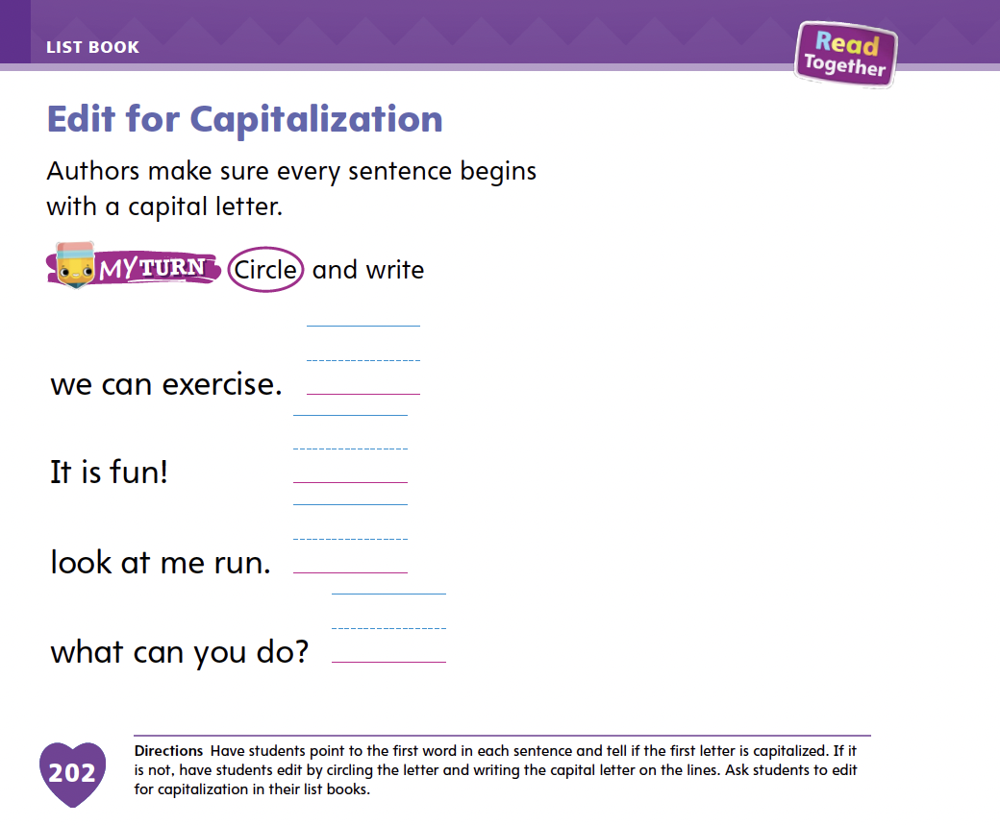 LIST BOOK
Read
Together
Edit for Capitalization
Authors make sure every sentence begins
with a capital letter.
MY TURN Circle and write
we can exercise.
It is fun!
look at me run.
what can you do?
202
Directions Have students point to the first word in each sentence and tell if the first letter is capitalized. If it
is not, have students edit by circling the letter and writing the capital letter on the lines. Ask students to edit
for capitalization in their list books.